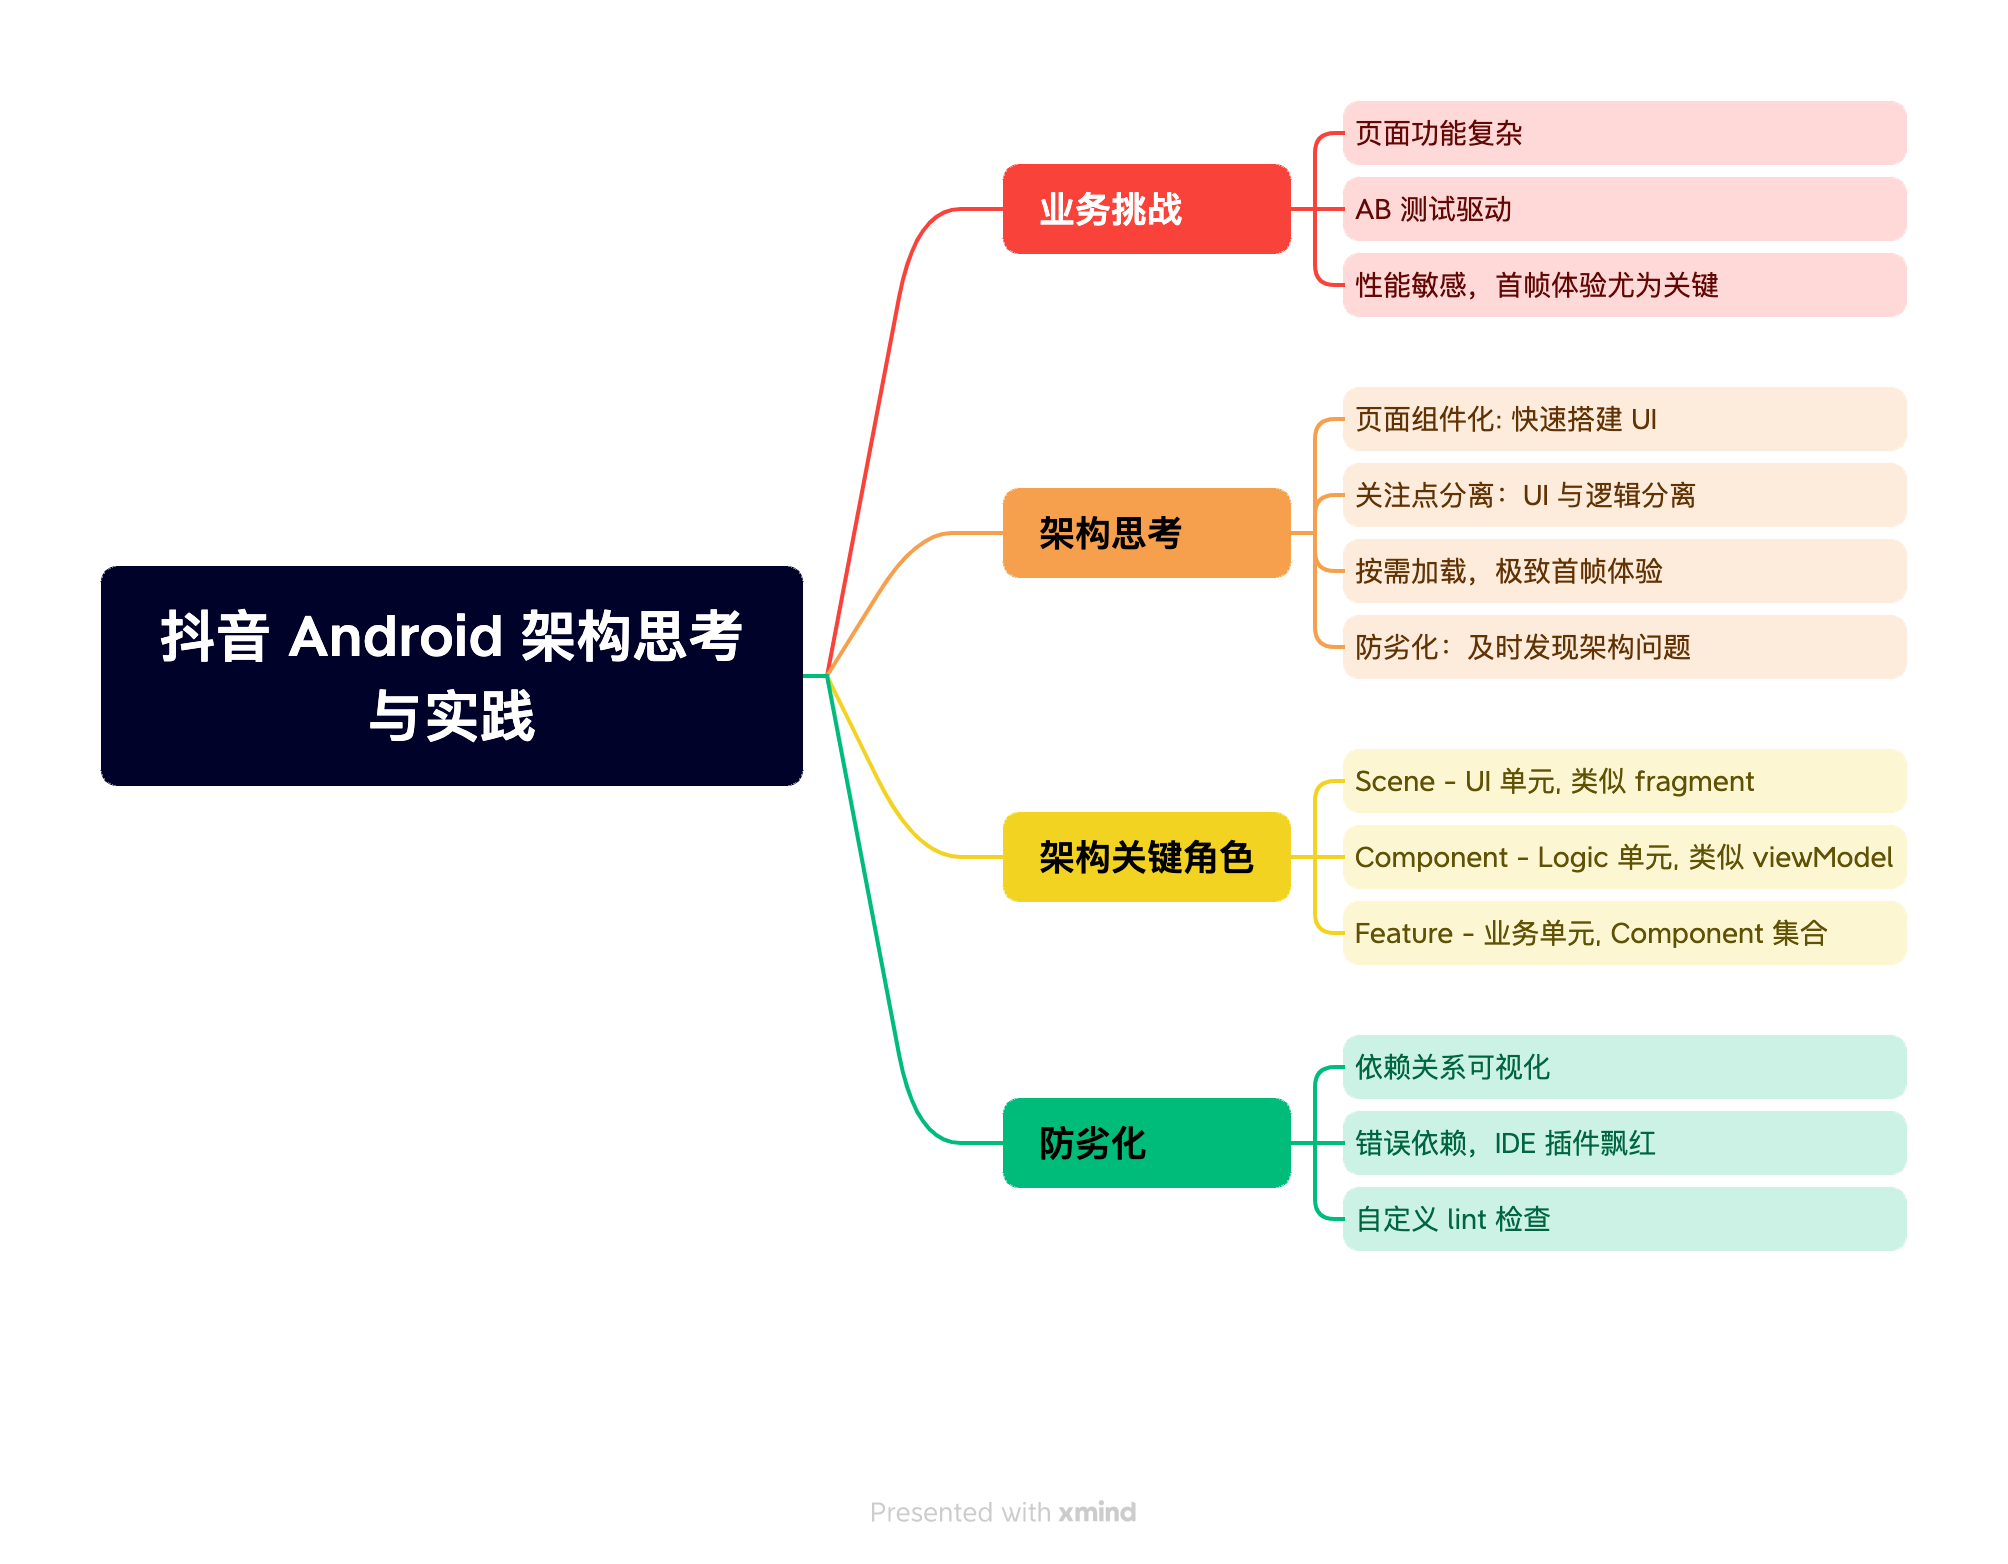 抖音 Android 架构思考
与实践
业务挑战
页面功能复杂
AB 测试驱动
性能敏感，首帧体验尤为关键
架构思考
页面组件化: 快速搭建 UI
关注点分离：UI 与逻辑分离
按需加载，极致首帧体验
防劣化：及时发现架构问题
架构关键角色
Scene - UI 单元, 类似 fragment
Component - Logic 单元, 类似 viewModel
Feature - 业务单元, Component 集合
防劣化
依赖关系可视化
错误依赖，IDE 插件飘红
自定义 lint 检查
Presented with xmind